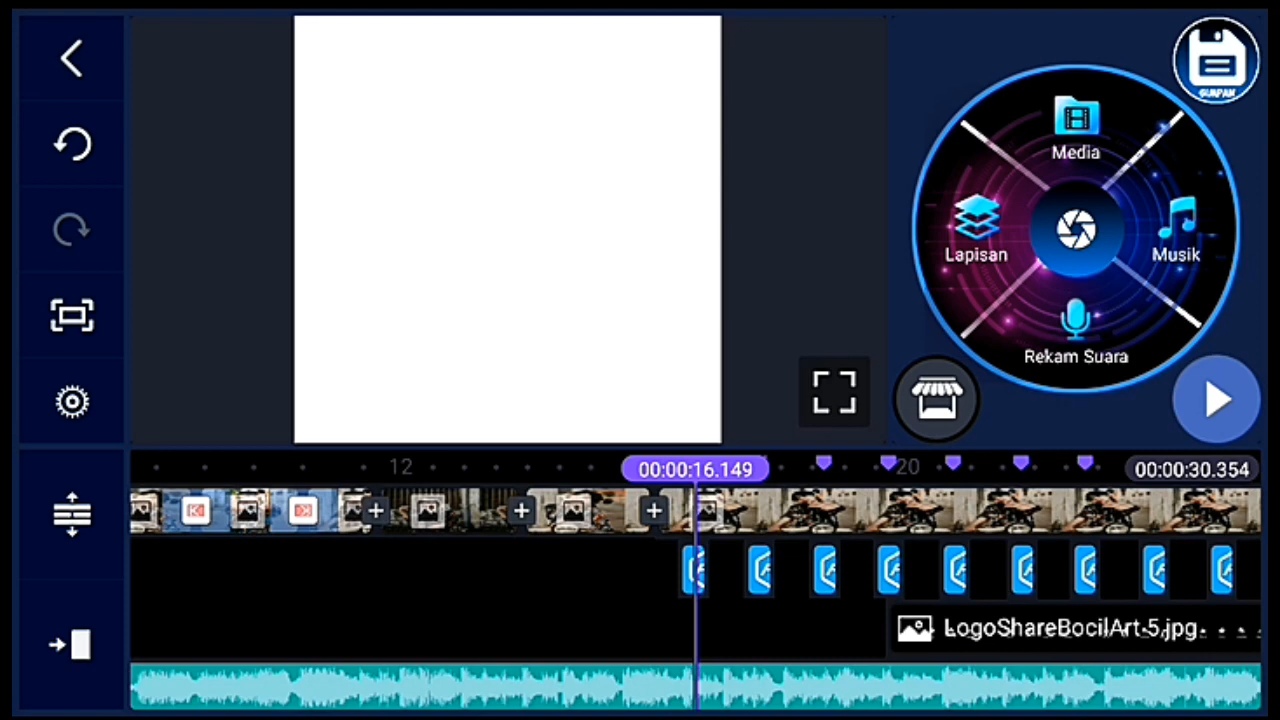 SIMPAN
Media
Lapisan
Musik
Rekam Suara
12
00:00:16.149
20
00:00:30.354
LogoShareBocilArt-5.jpg